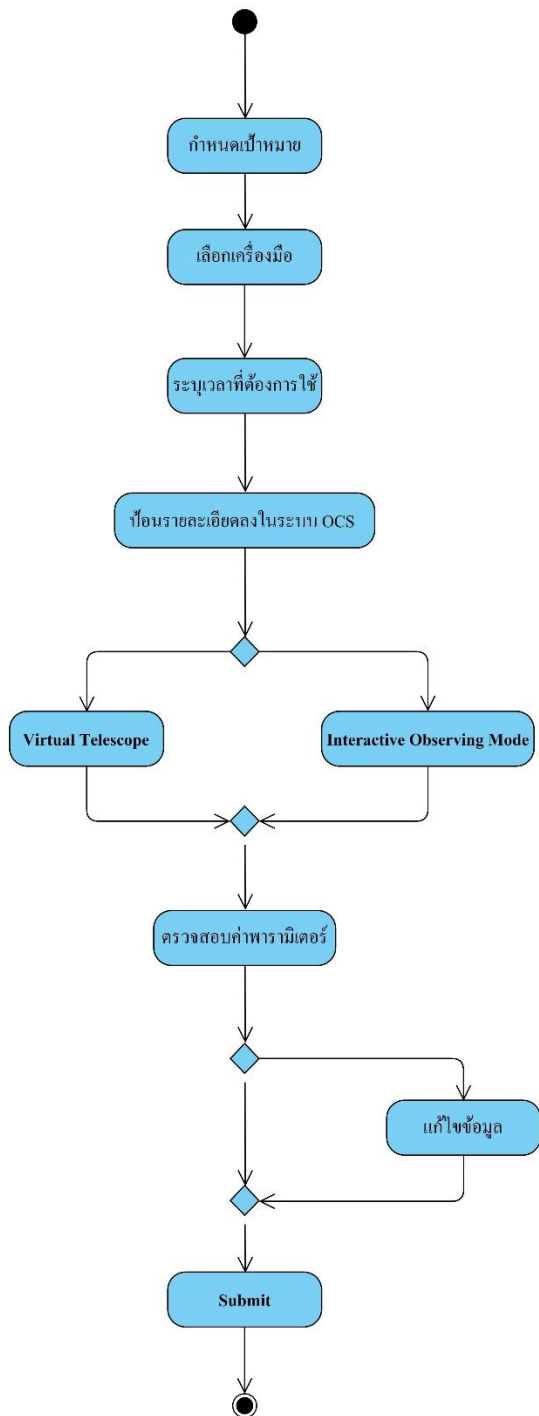 กำหนดเป้าหมาย
เลือกเครื่องมือ
ระบุเวลาที่ต้องการใช้
ป้อนรายละเอียดลงในระบบ OCS
Virtual Telescope
Interactive Observing Mode
ตรวจสอบค่าพารามิเตอร์
แก้ไขข้อมูล
Submit